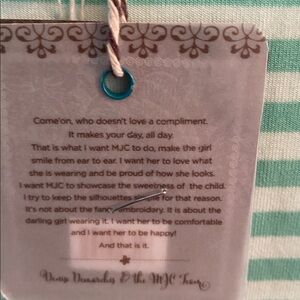 Come'on, who doesn't love a compliment.
It makes your day, all day.
That is what I want MJC to do, make the girl
smile from ear to ear. I want her to love what
she is wearing and be proud of how she looks.
I want MJC to showcase the sweetness of the child.
I try to keep the silhouettes for that reason.
It's not about the fancy embroidery. It is about the
darling girl wearing it. I want her to be comfortable
and I want her to be happy!
And that is it.
& the MJC Team